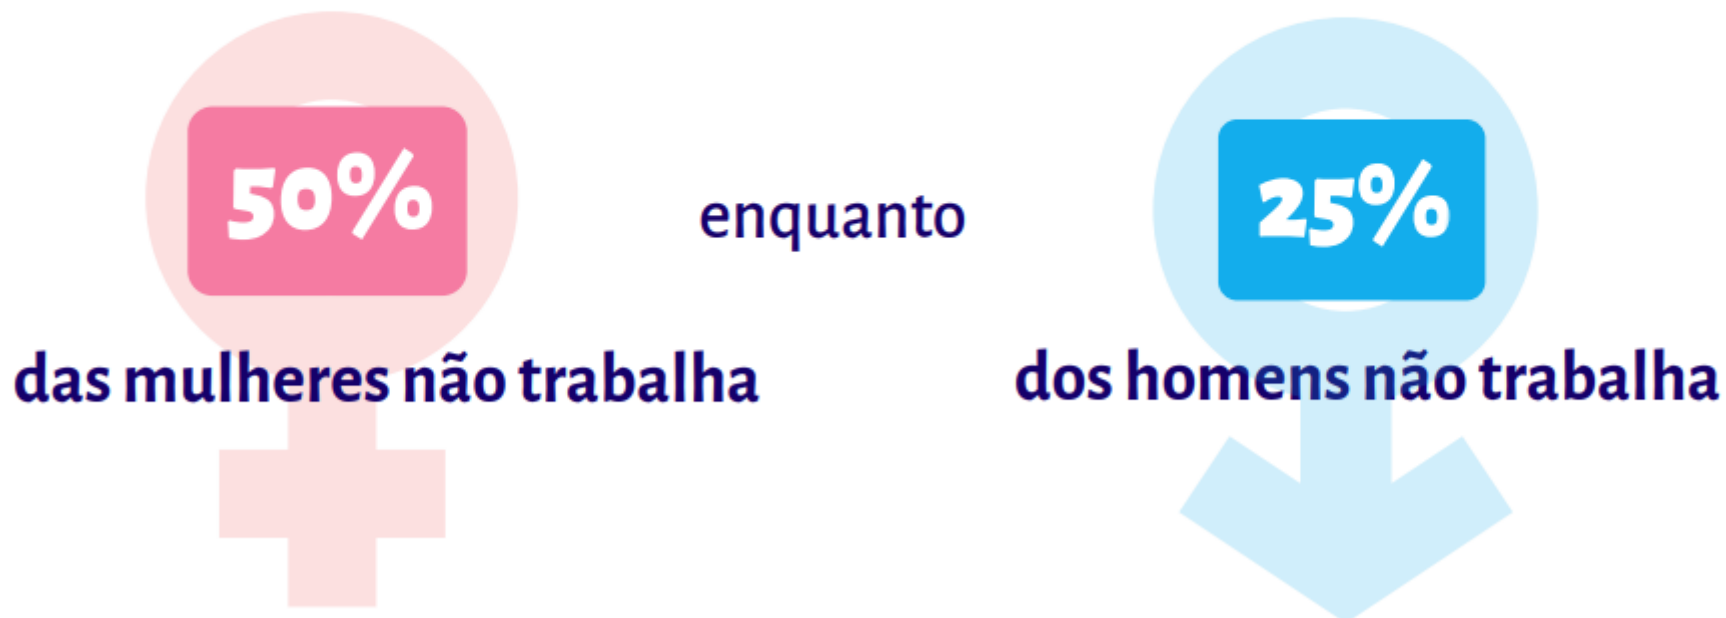 50%
das mulheres não trabalha
enquanto
25%
dos homens não trabalha